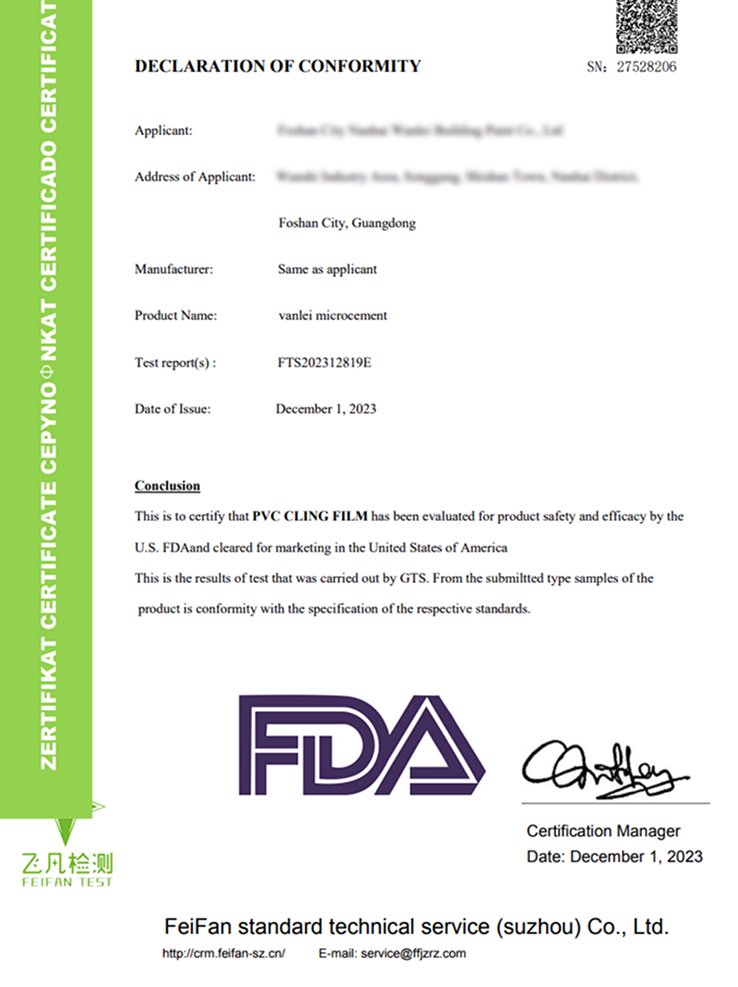 DECLARATION OF CONFORMITY
SN: 27528206
Applicant:
Address of Applicant:
Foshan City, Guangdong
Manufacturer: Same as applicant
Product Name: vanlei microcement
Test report(s) : FTS202312819E
Date of Issue: December 1, 2023
Conclusion
This is to certify that PVC CLING FILM has been evaluated for product safety and efficacy by the
U.S. FDAand cleared for marketing in the United States of America
This is the results of test that was carried out by GTS. From the submiltted type samples of the
product is conformity with the specification of the respective standards.
FDA
Certification Manager
Date: December 1, 2023
ZERTIFIKAT CERTIFICATE CEPYNOФNKAT CERTIFICADO CERTIFICAT
飞凡检测
FEIFAN TEST
FeiFan standard technical service (suzhou) Co., Ltd.
http://crm.feifan-sz.cn/ E-mail: service@ffjzrz.com